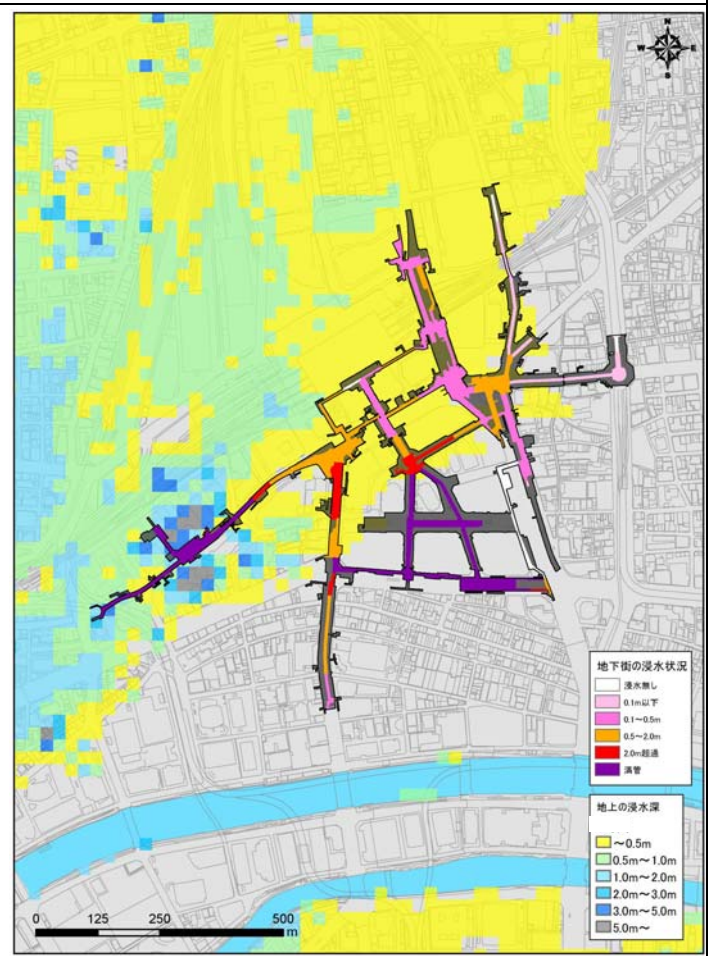 N
W E
S
地下街の浸水状況
浸水無し
0.1m以下
0.1～0.5m
0.5～2.0m
2.0m超過
満管
地上の浸水深
～0.5m
0.5m～1.0m
1.0m～2.0m
2.0m～3.0m
3.0m～5.0m
5.0m～
0 125 250 500
m